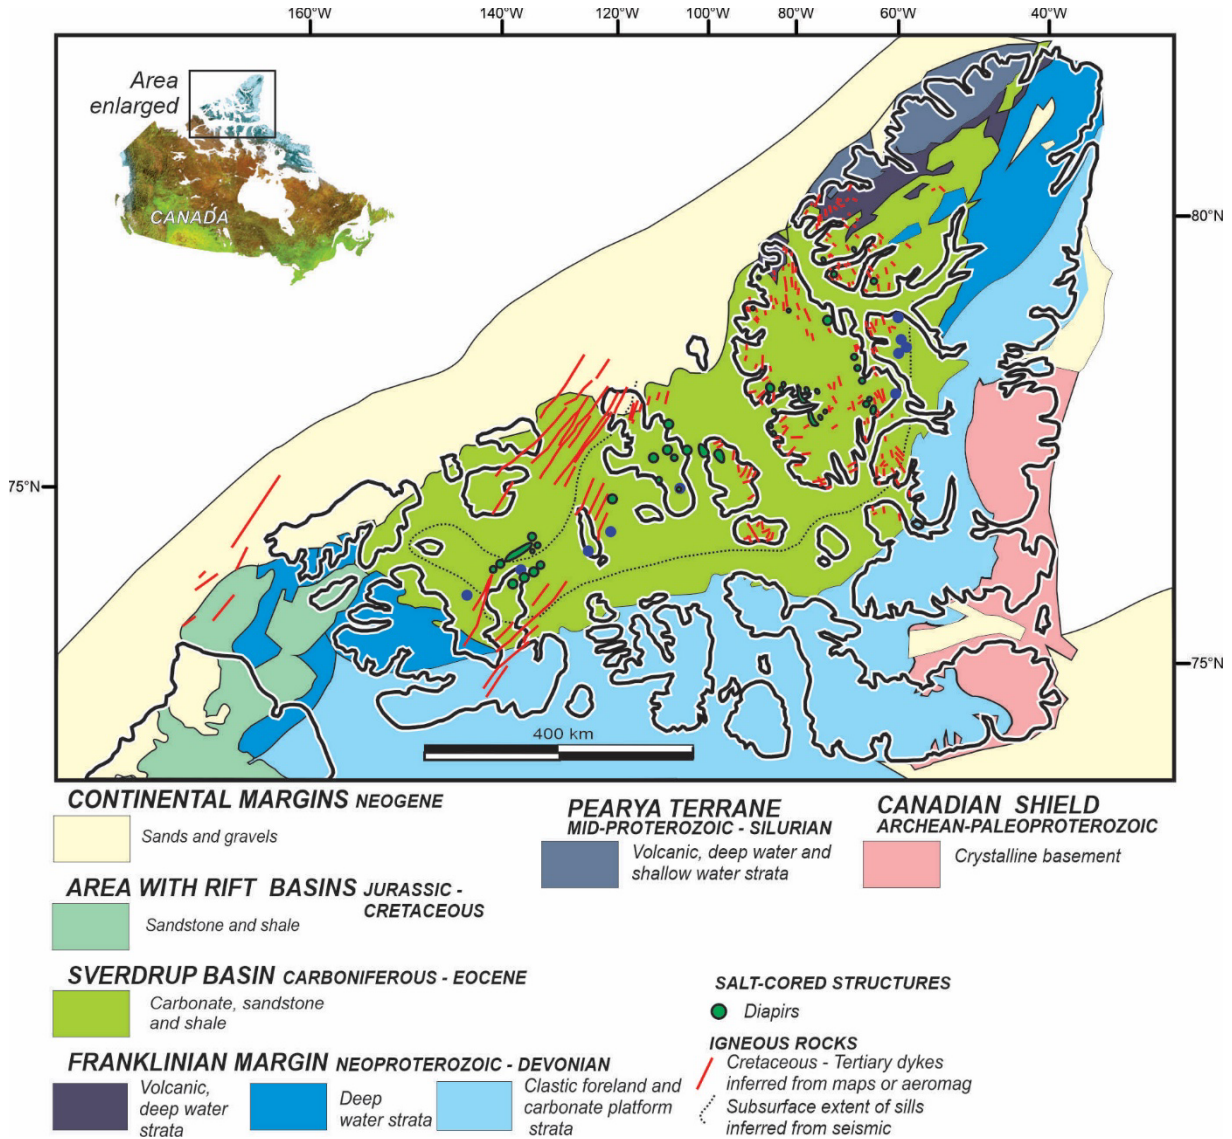 160°W 140°W 120°W 100°W 80°W 60°W 40°W
Area
enlarged
CANADA
80°N
75°N
75°N
400 km
CONTINENTAL MARGINS NEOGENE
Sands and gravels
AREA WITH RIFT BASINS JURASSIC -
CRETACEOUS
Sandstone and shale
SVERDRUP BASIN CARBONIFEROUS - EOCENE
Carbonate, sandstone
and shale
FRANKLINIAN MARGIN NEOPROTEROZOIC - DEVONIAN
Volcanic,
deep water
strata
Deep
water strata
Clastic foreland and
carbonate platform
strata
PEARYA TERRANE
MID-PROTEROZOIC - SILURIAN
Volcanic, deep water and
shallow water strata
CANADIAN SHIELD
ARCHEAN-PALEOPROTEROZOIC
Crystalline basement
SALT-CORED STRUCTURES
Diapirs
IGNEOUS ROCKS
Cretaceous - Tertiary dykes
inferred from maps or aeromag
Subsurface extent of sills
inferred from seismic